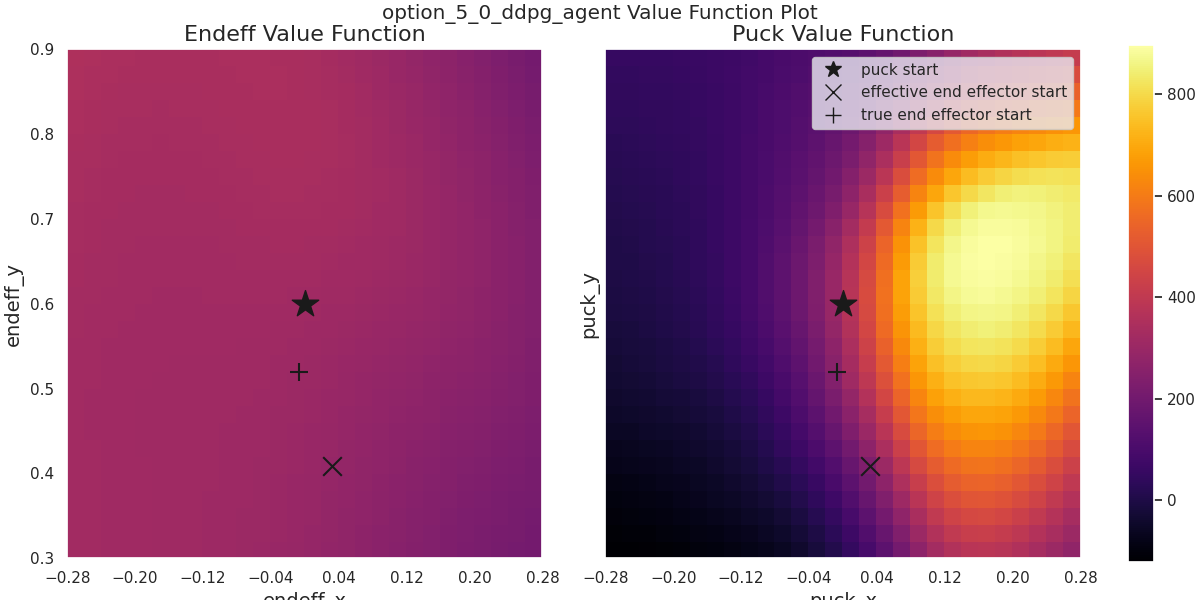 option_5_0_ddpg_agent Value Function Plot
Endeff Value Function
Puck Value Function
0.9
0.8
0.7
0.6
0.5
0.4
0.3
endeff_y
−0.28 −0.20 −0.12 −0.04 0.04 0.12 0.20 0.28
endeff_x
puck start
effective end effector start
true end effector start
puck_y
−0.28 −0.20 −0.12 −0.04 0.04 0.12 0.20 0.28
puck_x
800
600
400
200
0